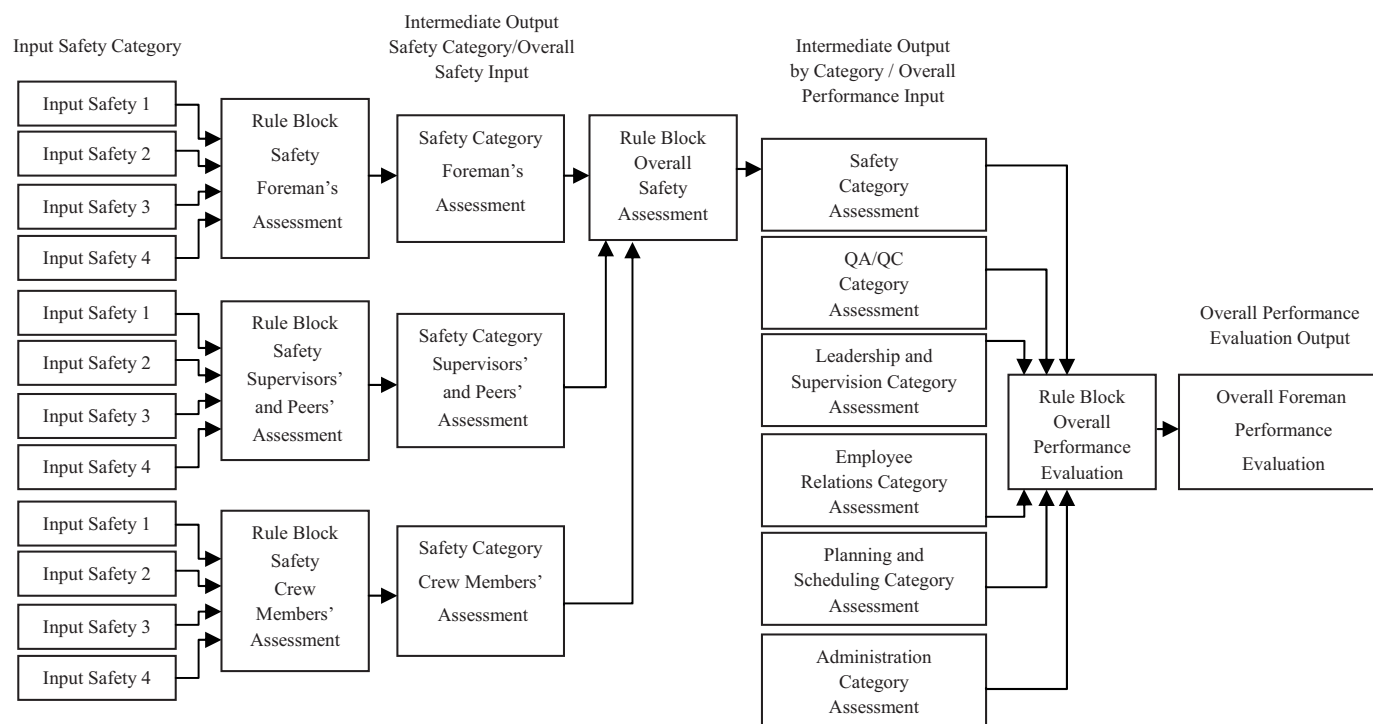 Input Safety Category
Input Safety 1
Input Safety 2
Input Safety 3
Input Safety 4
Input Safety 1
Input Safety 2
Input Safety 3
Input Safety 4
Input Safety 1
Input Safety 2
Input Safety 3
Input Safety 4
Rule Block
Safety
Foreman’s
Assessment
Rule Block
Safety
Supervisors’
and Peers’
Assessment
Rule Block
Safety
Crew
Members’
Assessment
Intermediate Output
Safety Category/Overall
Safety Input
Safety Category
Foreman’s
Assessment
Safety Category
Supervisors’
and Peers’
Assessment
Safety Category
Crew Members’
Assessment
Rule Block
Overall
Safety
Assessment
Intermediate Output
by Category / Overall
Performance Input
Safety
Category
Assessment
QA/QC
Category
Assessment
Leadership and
Supervision Category
Assessment
Employee
Relations Category
Assessment
Planning and
Scheduling Category
Assessment
Administration
Category
Assessment
Rule Block
Overall
Performance
Evaluation
Overall Performance
Evaluation Output
Overall Foreman
Performance
Evaluation